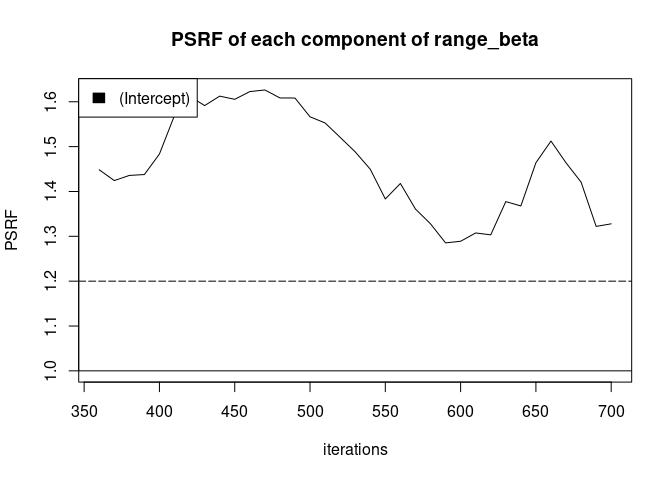 PSRF of each component of range_beta
(Intercept)
PSRF
1.6
1.5
1.4
1.3
1.2
1.1
1.0
350 400 450 500 550 600 650 700
iterations